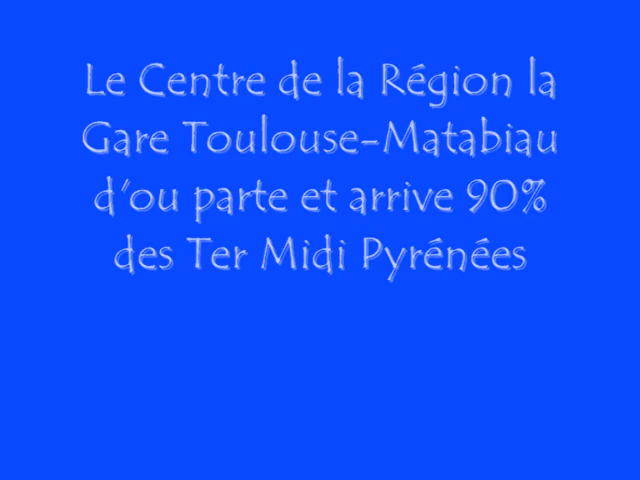 Le Centre de la Région la
Gare Toulouse-Matabiau
d'ou parte et arrive 90%
des Ter Midi Pyrénées